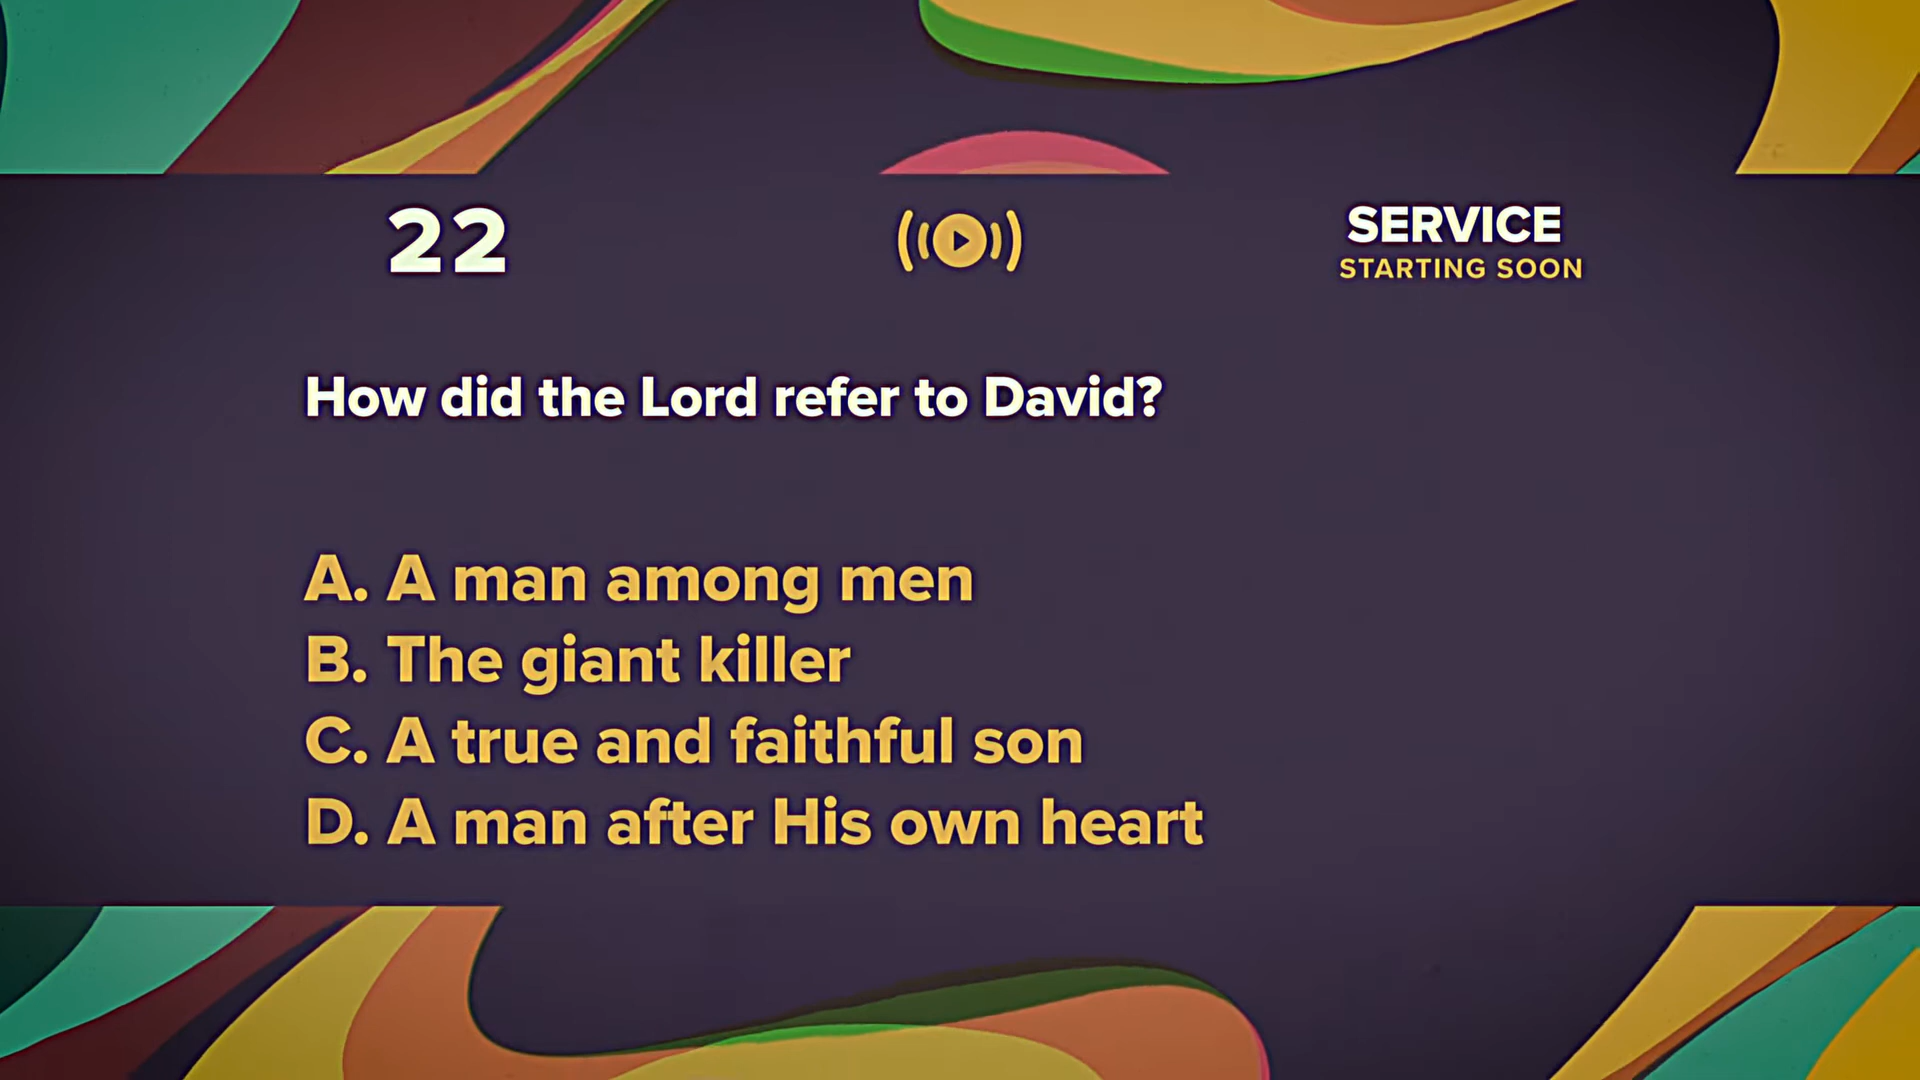 22
SERVICE
STARTING SOON
How did the Lord refer to David?
A. A man among men
B. The giant killer
C. A true and faithful son
D. A man after His own heart